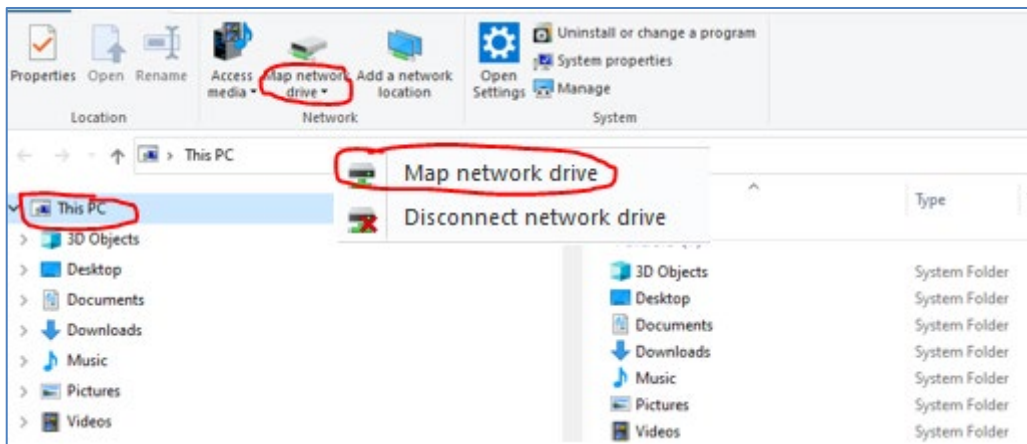 Uninstall or change a program
System properties
Manage
Properties Open Rename
Access media
Map network drive
Add a network location
Open Settings
Location
Network
System
This PC
Map network drive
Disconnect network drive
This PC
3D Objects
Desktop
Documents
Downloads
Music
Pictures
Videos
Type
3D Objects System Folder
Desktop System Folder
Documents System Folder
Downloads System Folder
Music System Folder
Pictures System Folder
Videos System Folder